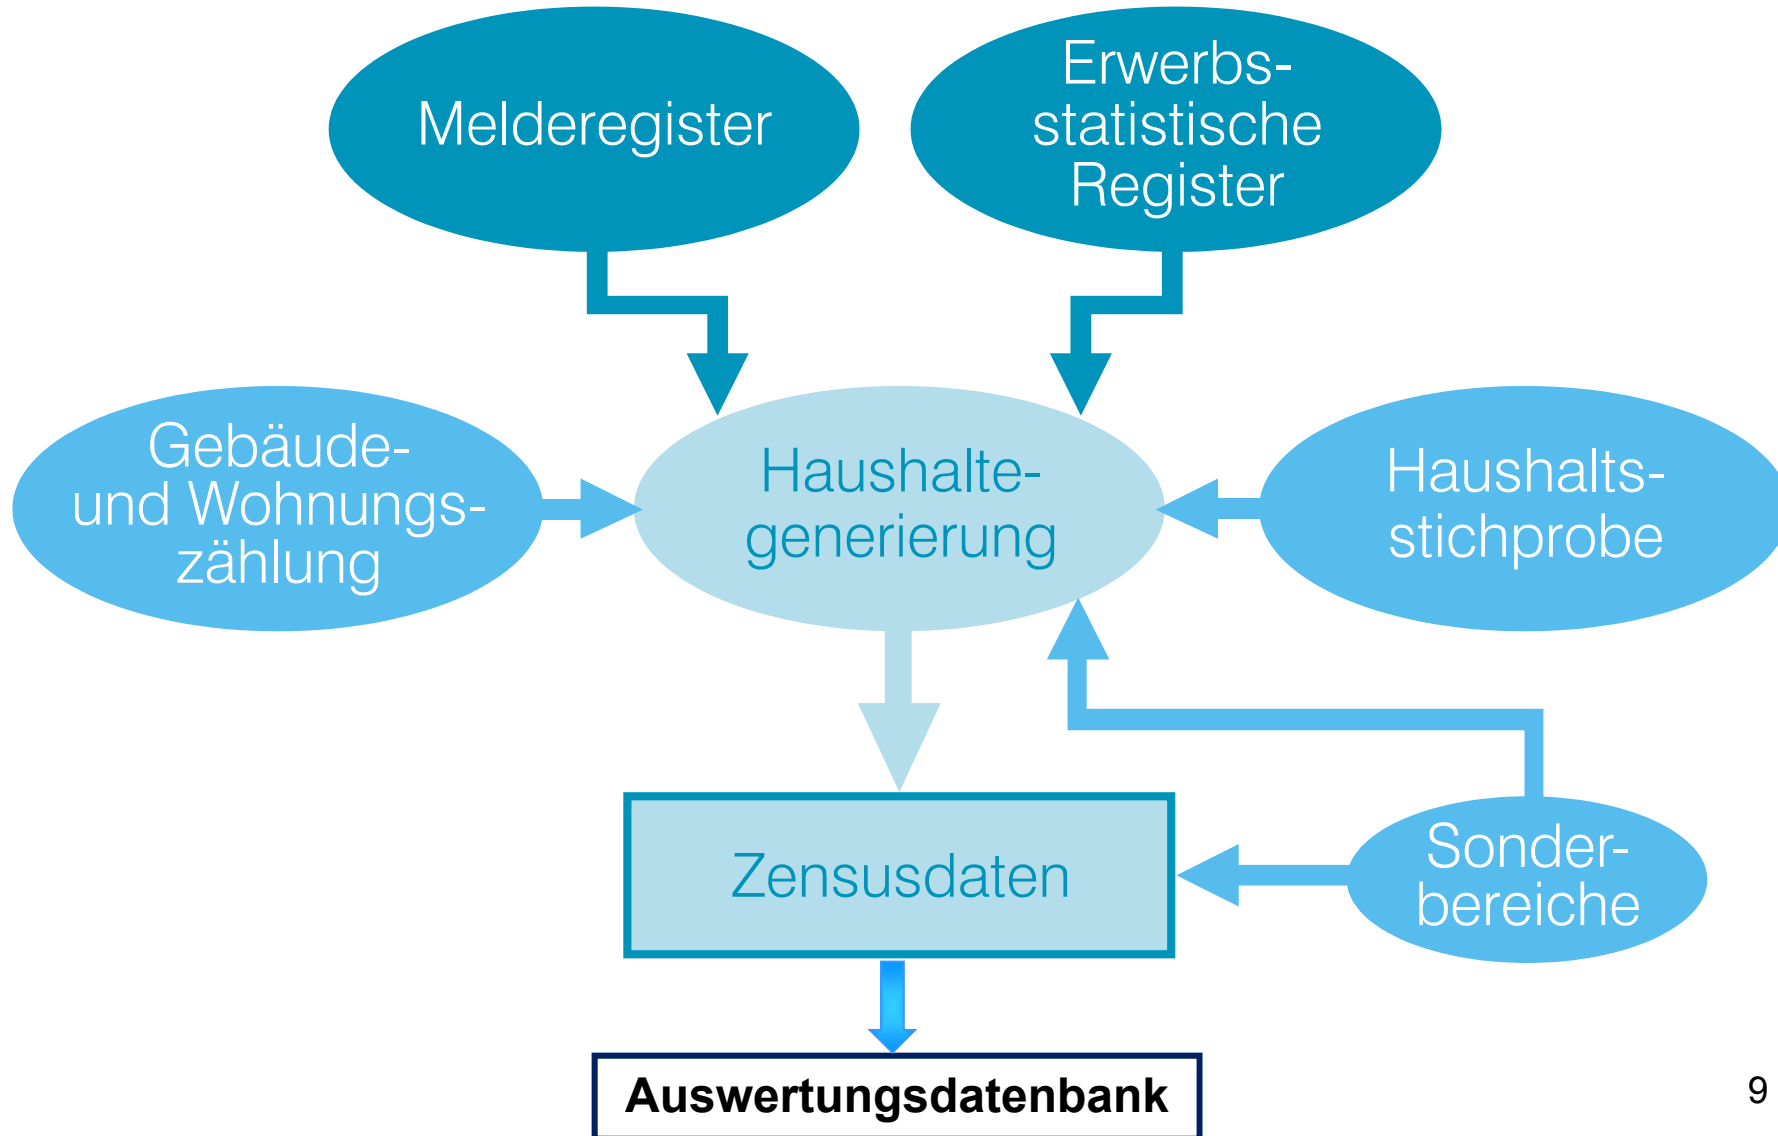 Melderegister
Erwerbs-
statistische
Register
Gebäude-
und Wohnungs-
zählung
Haushalte-
generierung
Haushalts-
stichprobe
Zensusdaten
Sonder-
bereiche
Auswertungsdatenbank
9